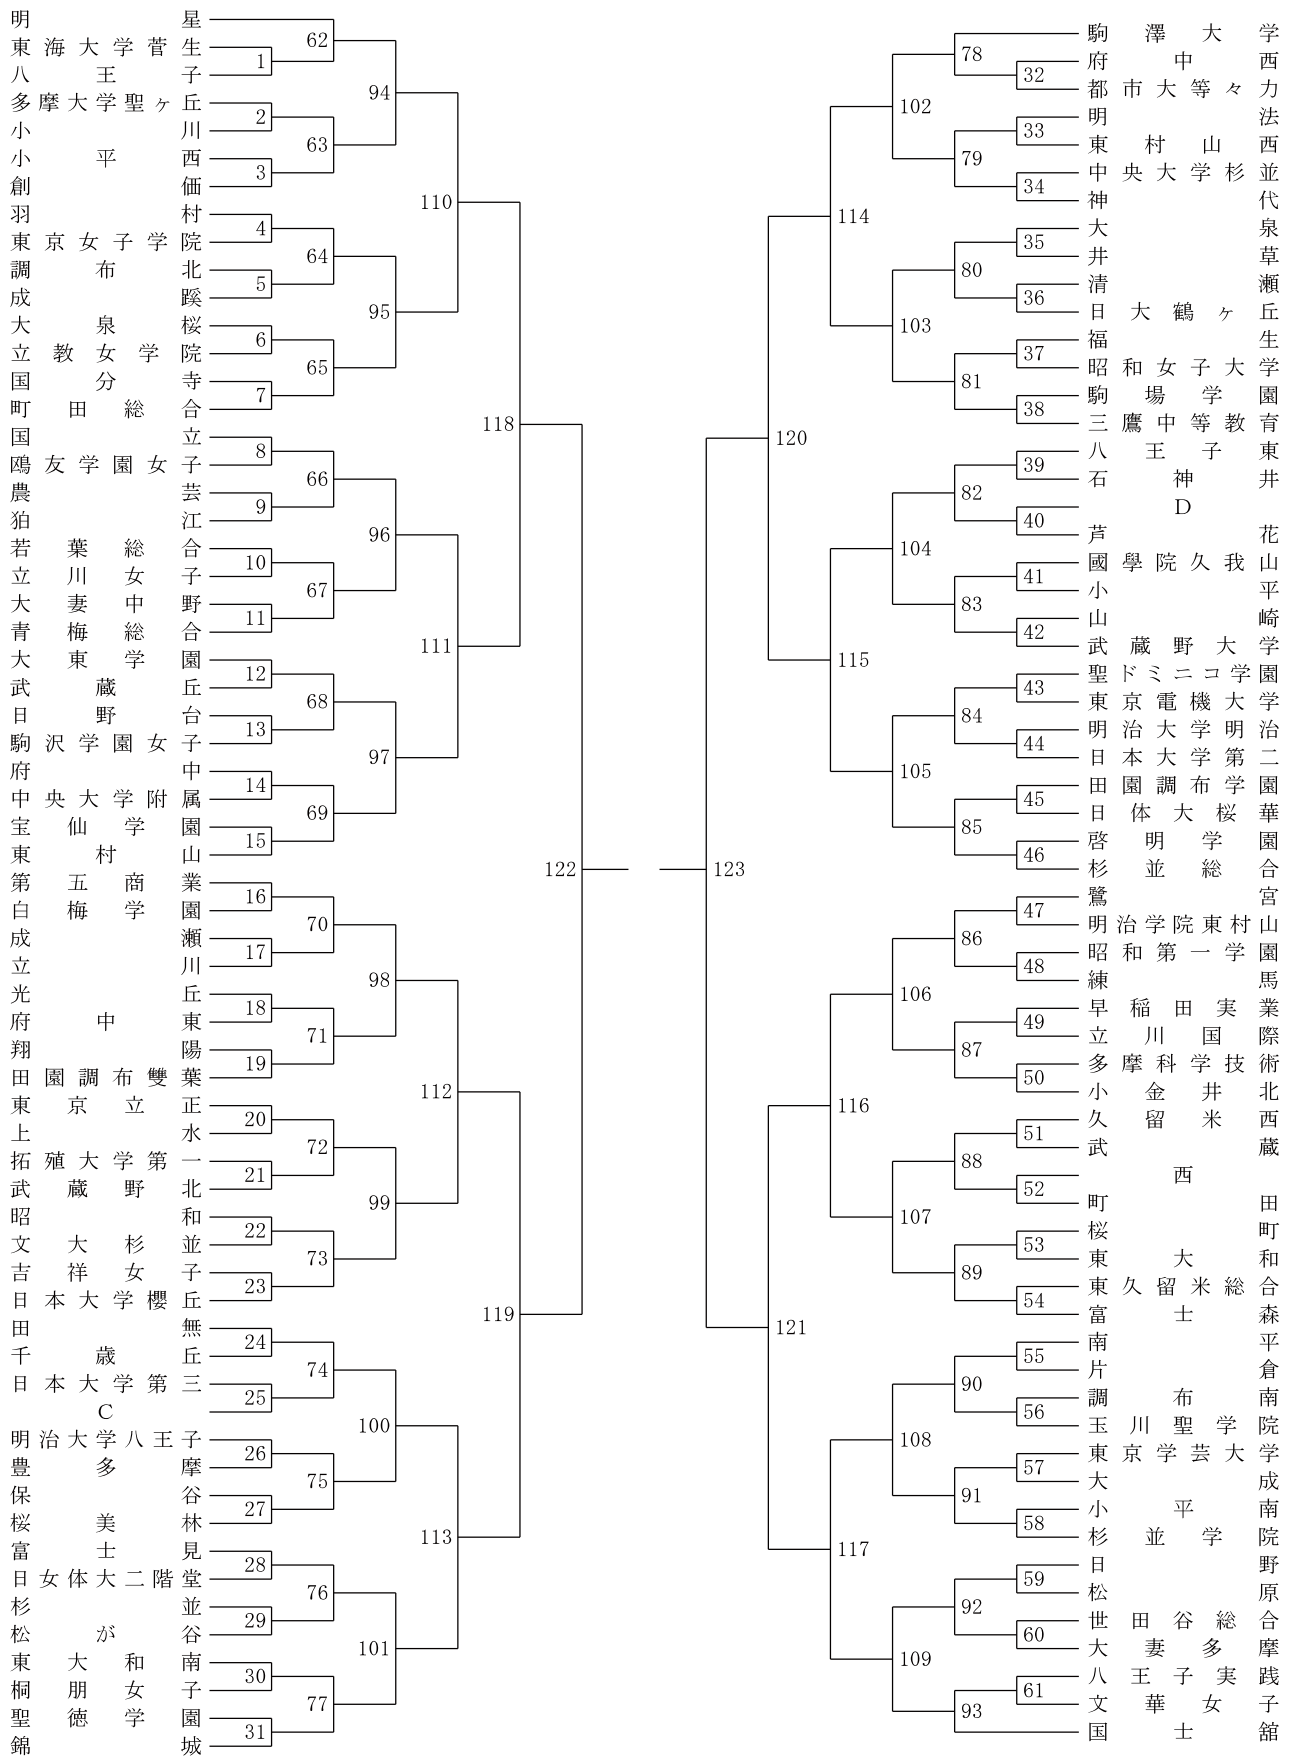 明星
東海大学菅生
八王子
多摩大学聖ヶ丘
小川
小平西
創価
羽村
東京女子学院
調布北
成蹊
大泉桜
立教女学院
国分寺
町田総合
国立
鴎友学園女子
農芸
狛江
若葉総合
立川女子
大妻中野
青梅総合
大東学園
武蔵丘
日野台
駒沢学園女子
府中
中央大学附属
宝仙学園
東村山
第五商業
白梅学園
成瀬
立川
光丘
府中東
翔陽
田園調布雙葉
東京立正
上水
拓殖大学第一
武蔵野北
昭和
文大杉並
吉祥女子
日本大学櫻丘
田無
千歳丘
日本大学第三
C
明治大学八王子
豊多摩
保谷
桜美林
富士見
日女体大二階堂
杉並
松が谷
東大和南
桐朋女子
聖徳学園
錦城
1
2
3
4
5
6
7
8
9
10
11
12
13
14
15
16
17
18
19
20
21
22
23
24
25
26
27
28
29
30
31
62
63
64
65
66
67
68
69
70
71
72
73
74
75
76
77
94
95
96
97
98
99
100
101
110
111
112
113
118
119
122
123
120
121
114
115
116
117
102
103
104
105
106
107
108
109
78
79
80
81
82
83
84
85
86
87
88
89
90
91
92
93
32
33
34
35
36
37
38
39
40
41
42
43
44
45
46
47
48
49
50
51
52
53
54
55
56
57
58
59
60
61
駒澤大学
府中西
都市大等々力
明法
東村山西
中央大学杉並
神代
大泉
井草
清瀬
日大鶴ヶ丘
福生
昭和女子大学
駒場学園
三鷹中等教育
八王子東
石神井
D
芦花
國學院久我山
小平
山崎
武蔵野大学
聖ドミニコ学園
東京電機大学
明治大学明治
日本大学第二
田園調布学園
日体大桜華
啓明学園
杉並総合
鷺宮
明治学院東村山
昭和第一学園
練馬
早稲田実業
立川国際
多摩科学技術
小金井北
久留米西
武蔵
西
町田
桜町
東大和
東久留米総合
富士森
南平
片倉
調布南
玉川聖学院
東京学芸大学
大成
小平南
杉並学院
日野
松原
世田谷総合
大妻多摩
八王子実践
文華女子
国士舘